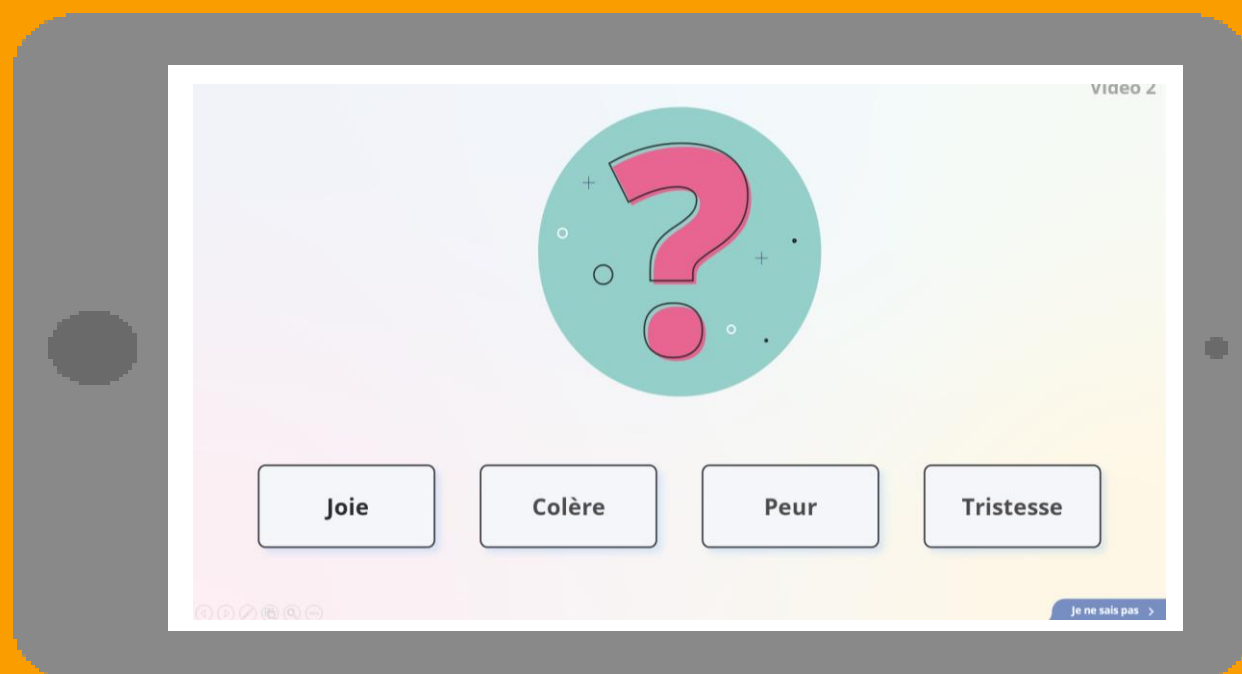 Vidéo 2
Joie
Colère
Peur
Tristesse
Je ne sais pas